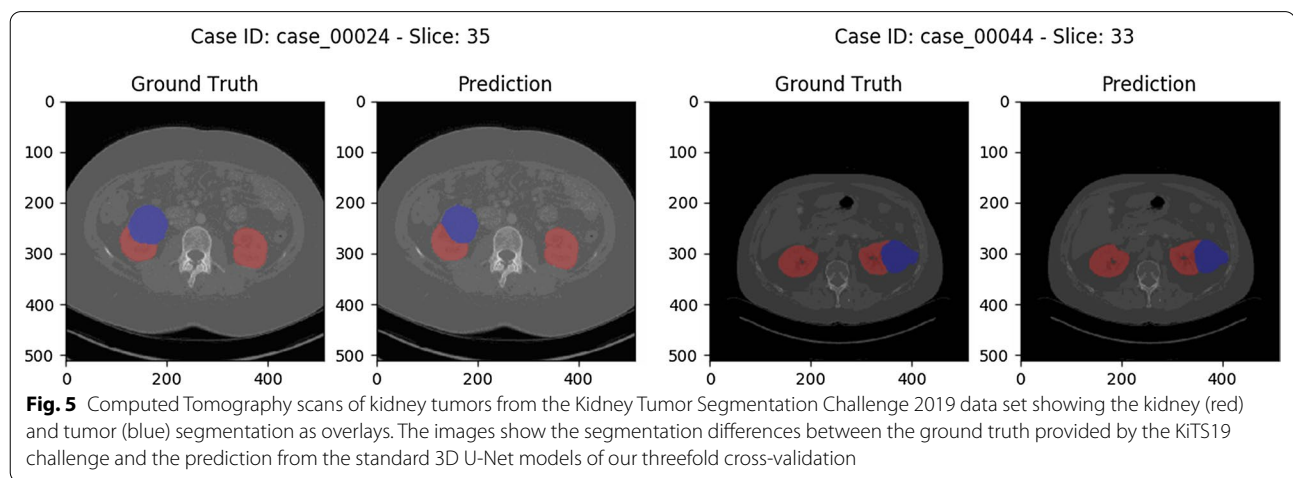 Case ID: case_00024 - Slice: 35
Case ID: case_00044 - Slice: 33
Ground Truth
Prediction
Ground Truth
Prediction
0
100
200
300
400
500
0 200 400
0
100
200
300
400
500
0 200 400
0
100
200
300
400
500
0 200 400
0
100
200
300
400
500
0 200 400
Fig. 5 Computed Tomography scans of kidney tumors from the Kidney Tumor Segmentation Challenge 2019 data set showing the kidney (red)
and tumor (blue) segmentation as overlays. The images show the segmentation differences between the ground truth provided by the KiTS19
challenge and the prediction from the standard 3D U-Net models of our threefold cross-validation